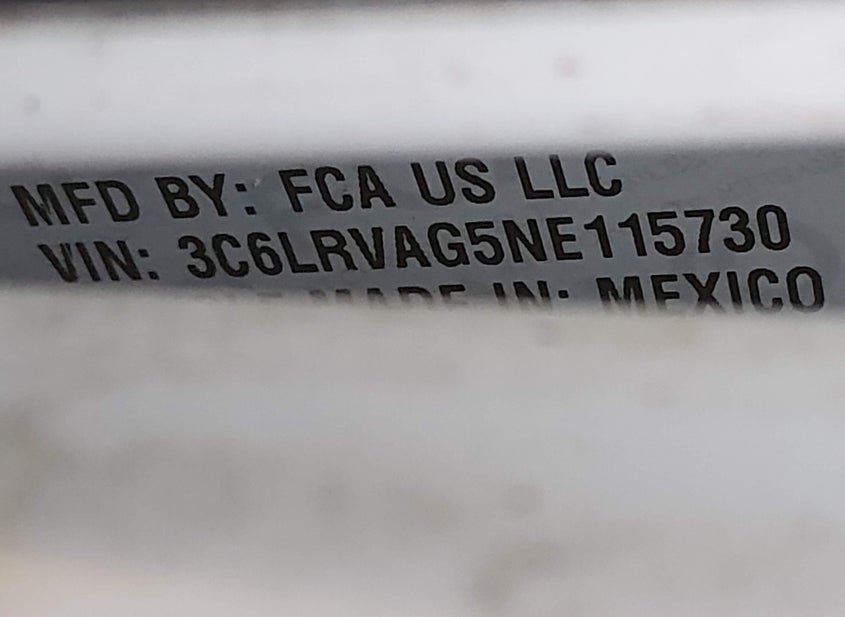 MFD BY: FCA US LLC
VIN: 3C6LRVAG5NE115730
MADE IN: MEXICO